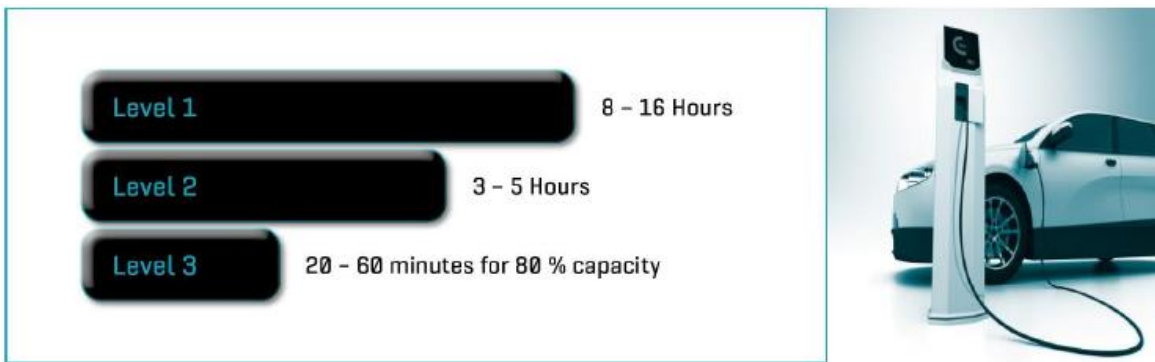 Level 1
8 – 16 Hours
Level 2
3 – 5 Hours
Level 3
20 – 60 minutes for 80 % capacity